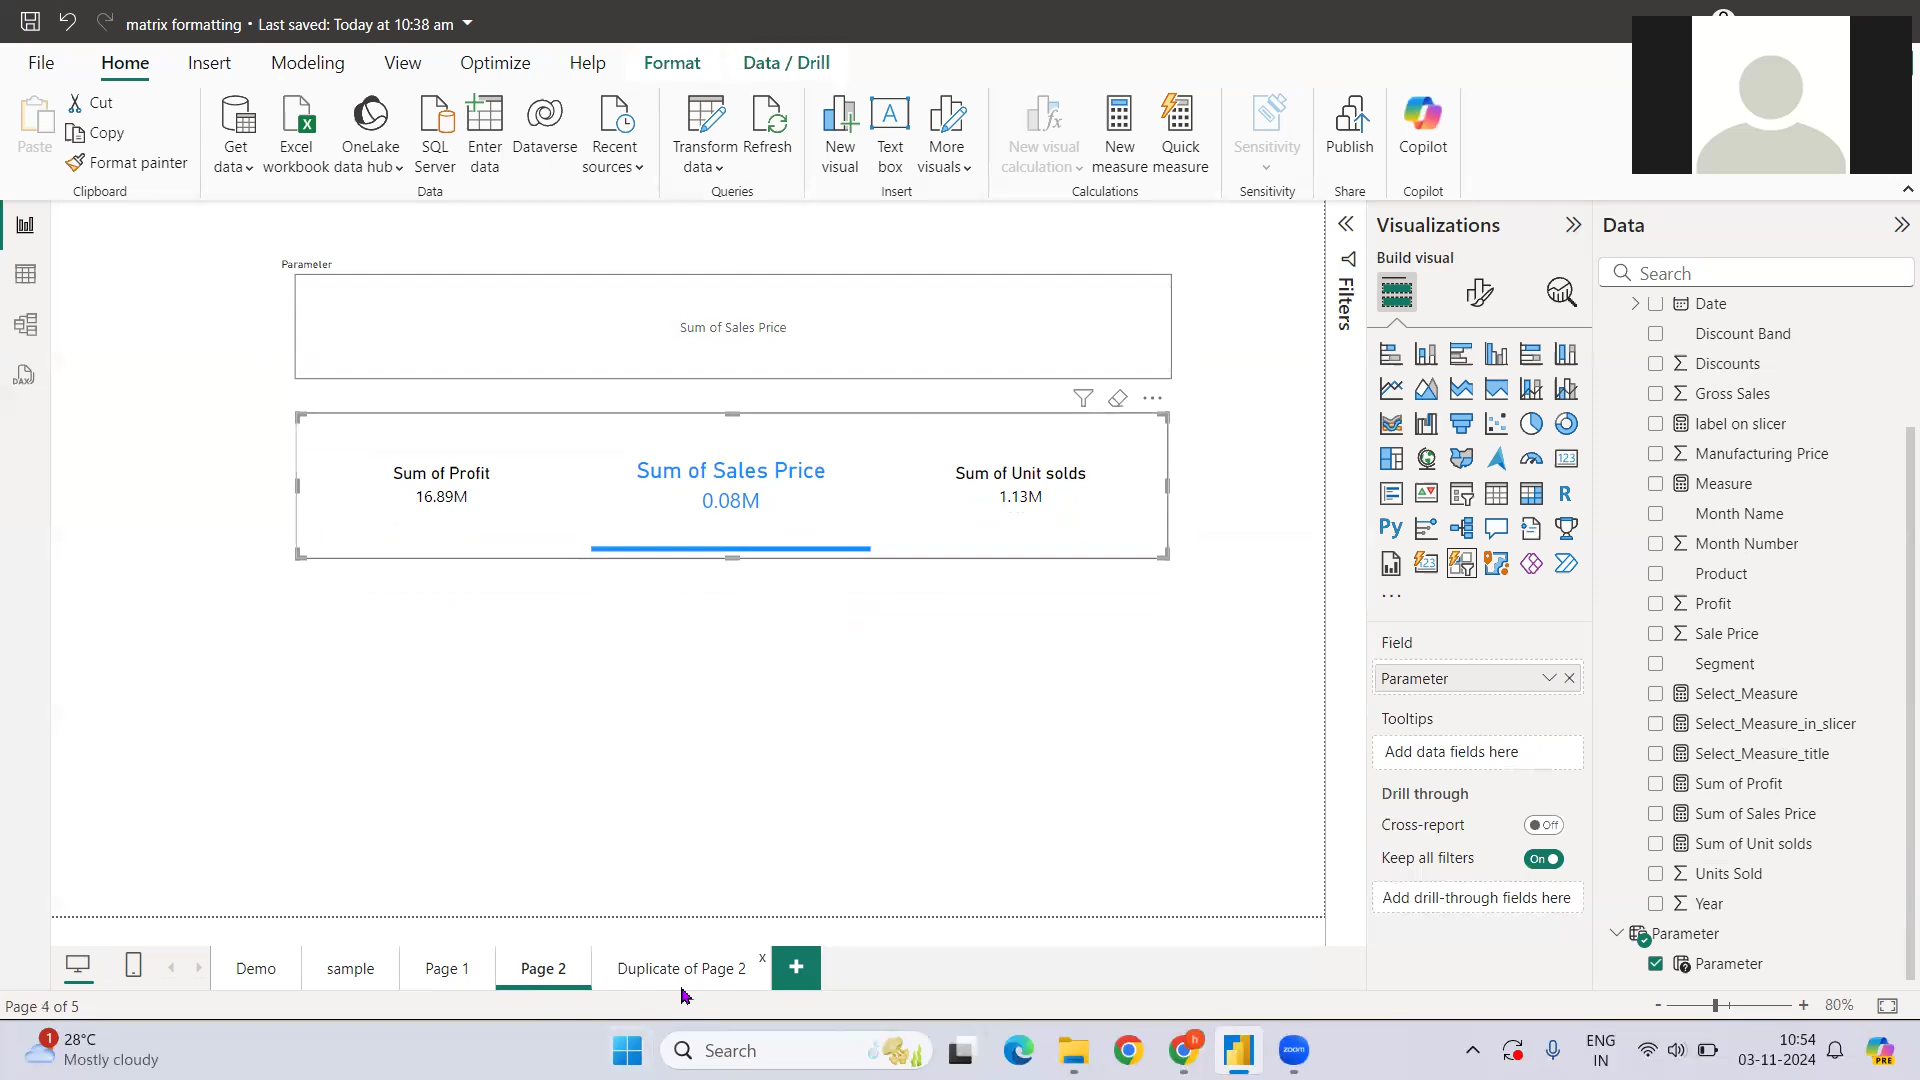 matrix formatting • Last saved: Today at 10:38 am
File Home Insert Modeling View Optimize Help Format Data / Drill
Paste
Cut
Copy
Format painter
Clipboard
Get data
Excel workbook
OneLake data hub
SQL Server
Enter data
Dataverse
Recent sources
Data
Transform data
Refresh
Queries
New visual
Text box
More visuals
Insert
New visual calculation
New measure
Quick measure
Calculations
Sensitivity
Sensitivity
Publish
Share
Copilot
Copilot
Parameter
Sum of Sales Price
Sum of Profit
16.89M
Sum of Sales Price
0.08M
Sum of Unit solds
1.13M
Filters
Visualizations
Build visual
Field
Parameter
Tooltips
Add data fields here
Drill through
Cross-report Off
Keep all filters On
Add drill-through fields here
Data
Search
Date
Discount Band
Discounts
Gross Sales
label on slicer
Manufacturing Price
Measure
Month Name
Month Number
Product
Profit
Sale Price
Segment
Select_Measure
Select_Measure_in_slicer
Select_Measure_title
Sum of Profit
Sum of Sales Price
Sum of Unit solds
Units Sold
Year
Parameter
Parameter
Demo sample Page 1 Page 2 Duplicate of Page 2 x +
Page 4 of 5
- + 80%
1
28°C
Mostly cloudy
Search
h
zoom
ENG
IN
10:54
03-11-2024
PRE